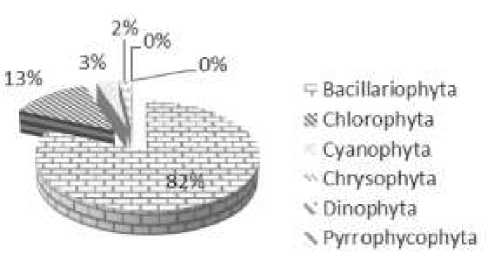 2%
0%
3%
0%
13%
82%
Bacillariophyta
Chlorophyta
Cyanophyta
Chrysophyta
Dinophyta
Pyrrophycophyta